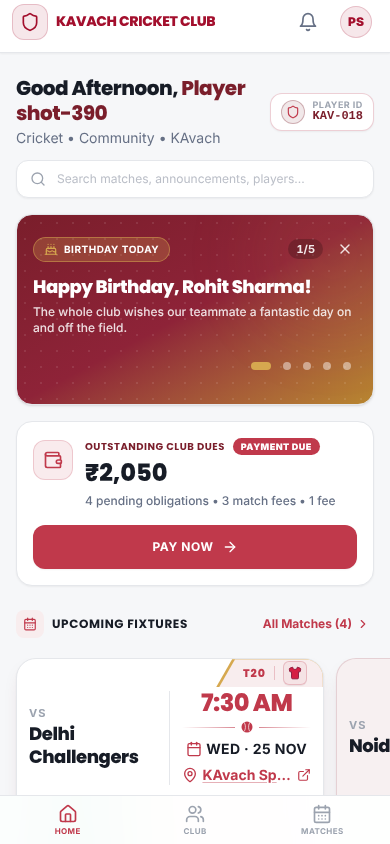 KAVACH CRICKET CLUB
PS
Good Afternoon, Player
shot-390
Cricket • Community • KAvach
PLAYER ID
KAV-018
Search matches, announcements, players...
BIRTHDAY TODAY
1/5
Happy Birthday, Rohit Sharma!
The whole club wishes our teammate a fantastic day on
and off the field.
OUTSTANDING CLUB DUES
PAYMENT DUE
₹2,050
4 pending obligations • 3 match fees • 1 fee
PAY NOW
UPCOMING FIXTURES
All Matches (4)
T20
VS
Delhi
Challengers
7:30 AM
WED · 25 NOV
KAvach Sp...
VS
Noid
HOME
CLUB
MATCHES